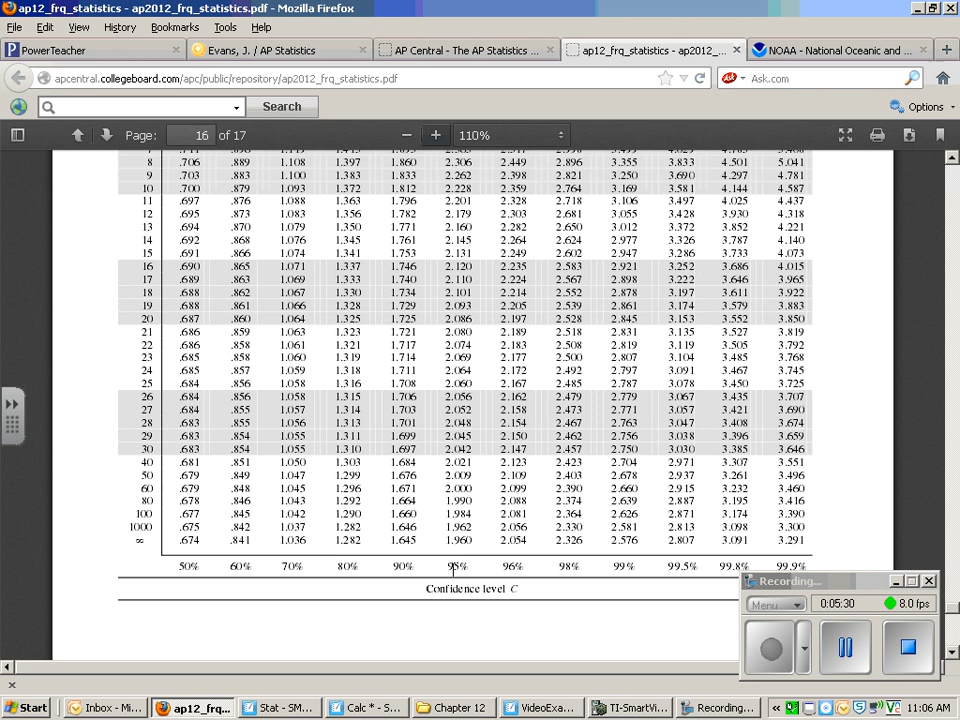 ap12_frq_statistics - ap2012_frq_statistics.pdf - Mozilla Firefox
File Edit View History Bookmarks Tools Help
PowerTeacher × Evans, J. / AP Statistics × AP Central - The AP Statistics ... × ap12_frq_statistics - ap2012_... × NOAA - National Oceanic and ... × +
apcentral.collegeboard.com/apc/public/repository/ap2012_frq_statistics.pdf Ask Ask.com
Search Options
Page: 16 of 17 110%
8 .706 .889 1.108 1.397 1.860 2.306 2.449 2.896 3.355 3.833 4.501 5.041
9 .703 .883 1.100 1.383 1.833 2.262 2.398 2.821 3.250 3.690 4.297 4.781
10 .700 .879 1.093 1.372 1.812 2.228 2.359 2.764 3.169 3.581 4.144 4.587
11 .697 .876 1.088 1.363 1.796 2.201 2.328 2.718 3.106 3.497 4.025 4.437
12 .695 .873 1.083 1.356 1.782 2.179 2.303 2.681 3.055 3.428 3.930 4.318
13 .694 .870 1.079 1.350 1.771 2.160 2.282 2.650 3.012 3.372 3.852 4.221
14 .692 .868 1.076 1.345 1.761 2.145 2.264 2.624 2.977 3.326 3.787 4.140
15 .691 .866 1.074 1.341 1.753 2.131 2.249 2.602 2.947 3.286 3.733 4.073
16 .690 .865 1.071 1.337 1.746 2.120 2.235 2.583 2.921 3.252 3.686 4.015
17 .689 .863 1.069 1.333 1.740 2.110 2.224 2.567 2.898 3.222 3.646 3.965
18 .688 .862 1.067 1.330 1.734 2.101 2.214 2.552 2.878 3.197 3.611 3.922
19 .688 .861 1.066 1.328 1.729 2.093 2.205 2.539 2.861 3.174 3.579 3.883
20 .687 .860 1.064 1.325 1.725 2.086 2.197 2.528 2.845 3.153 3.552 3.850
21 .686 .859 1.063 1.323 1.721 2.080 2.189 2.518 2.831 3.135 3.527 3.819
22 .686 .858 1.061 1.321 1.717 2.074 2.183 2.508 2.819 3.119 3.505 3.792
23 .685 .858 1.060 1.319 1.714 2.069 2.177 2.500 2.807 3.104 3.485 3.768
24 .685 .857 1.059 1.318 1.711 2.064 2.172 2.492 2.797 3.091 3.467 3.745
25 .684 .856 1.058 1.316 1.708 2.060 2.167 2.485 2.787 3.078 3.450 3.725
26 .684 .856 1.058 1.315 1.706 2.056 2.162 2.479 2.779 3.067 3.435 3.707
27 .684 .855 1.057 1.314 1.703 2.052 2.158 2.473 2.771 3.057 3.421 3.690
28 .683 .855 1.056 1.313 1.701 2.048 2.154 2.467 2.763 3.047 3.408 3.674
29 .683 .854 1.055 1.311 1.699 2.045 2.150 2.462 2.756 3.038 3.396 3.659
30 .683 .854 1.055 1.310 1.697 2.042 2.147 2.457 2.750 3.030 3.385 3.646
40 .681 .851 1.050 1.303 1.684 2.021 2.123 2.423 2.704 2.971 3.307 3.551
50 .679 .849 1.047 1.299 1.676 2.009 2.109 2.403 2.678 2.937 3.261 3.496
60 .679 .848 1.045 1.296 1.671 2.000 2.099 2.390 2.660 2.915 3.232 3.460
80 .678 .846 1.043 1.292 1.664 1.990 2.088 2.374 2.639 2.887 3.195 3.416
100 .677 .845 1.042 1.290 1.660 1.984 2.081 2.364 2.626 2.871 3.174 3.390
1000 .675 .842 1.037 1.282 1.646 1.962 2.056 2.330 2.581 2.813 3.098 3.300
∞ .674 .841 1.036 1.282 1.645 1.960 2.054 2.326 2.576 2.807 3.091 3.291
50% 60% 70% 80% 90% 95% 96% 98% 99% 99.5% 99.8% 99.9%
Confidence level C
Recording...
Menu 0:05:30 8.0 fps
Start Inbox - Mi... ap12_frq... Stat - SM... Calc * - S... Chapter 12 VideoExa... TI-SmartVi... Recording... 11:06 AM